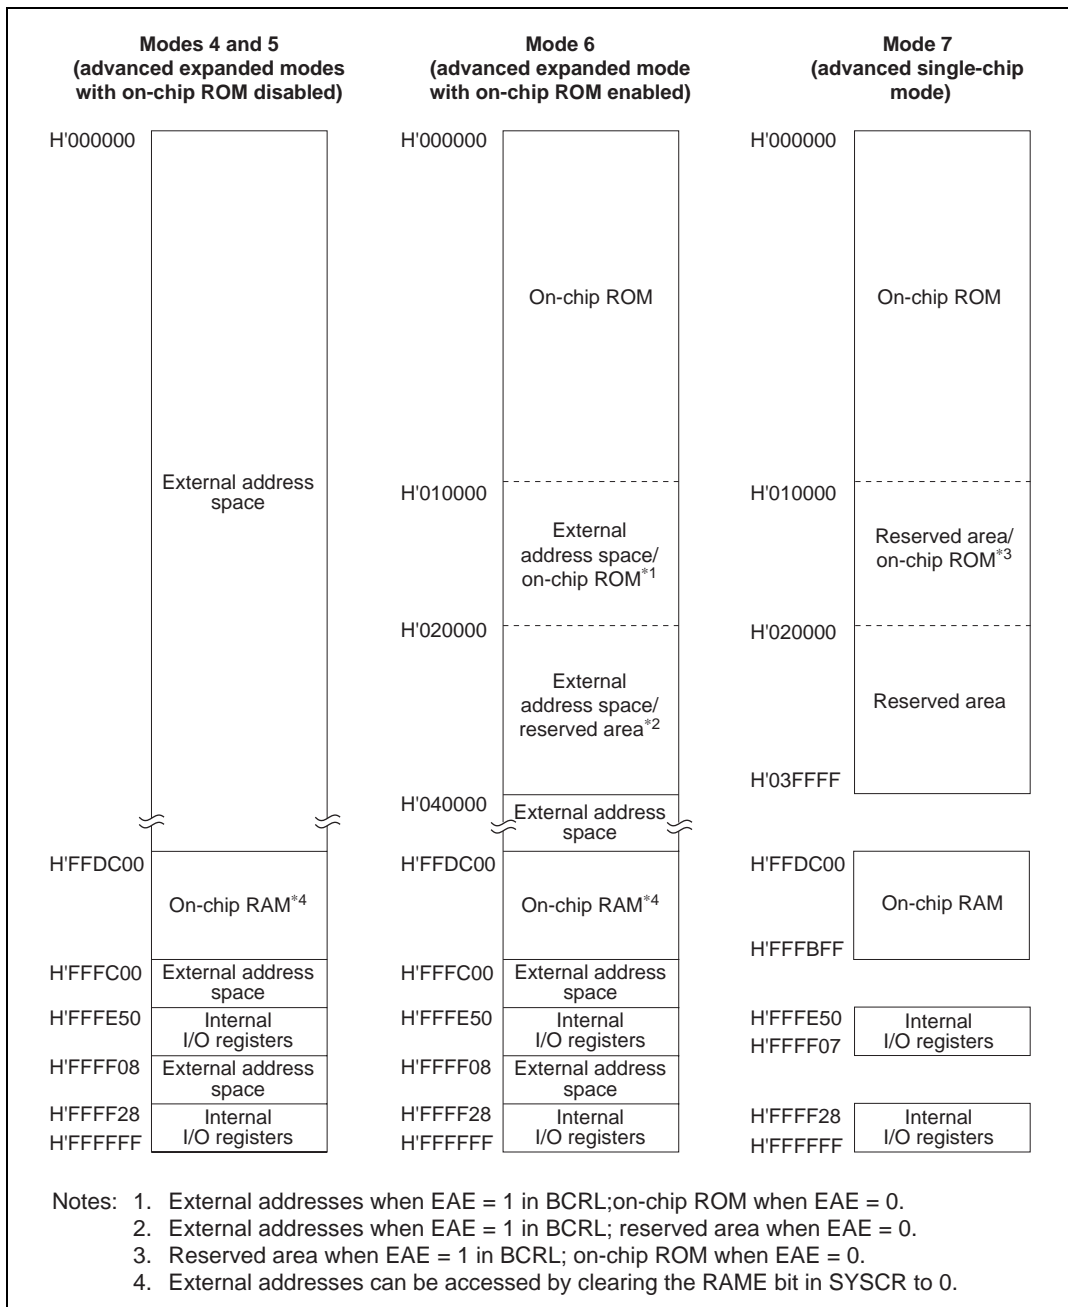 Modes 4 and 5
(advanced expanded modes
with on-chip ROM disabled)
H'000000
External address
space
H'FFDC00
On-chip RAM*4
H'FFFC00
External address
space
H'FFFE50
Internal
I/O registers
H'FFFF08
External address
space
H'FFFF28
Internal
I/O registers
H'FFFFFF
Mode 6
(advanced expanded mode
with on-chip ROM enabled)
H'000000
On-chip ROM
H'010000
External
address space/
on-chip ROM*1
H'020000
External
address space/
reserved area*2
H'040000
External address
space
H'FFDC00
On-chip RAM*4
H'FFFC00
External address
space
H'FFFE50
Internal
I/O registers
H'FFFF08
External address
space
H'FFFF28
Internal
I/O registers
H'FFFFFF
Mode 7
(advanced single-chip
mode)
H'000000
On-chip ROM
H'010000
Reserved area/
on-chip ROM*3
H'020000
Reserved area
H'03FFFF
H'FFDC00
On-chip RAM
H'FFFBFF
H'FFFE50
Internal
I/O registers
H'FFFF07
H'FFFF28
Internal
I/O registers
H'FFFFFF
Notes: 1. External addresses when EAE = 1 in BCRL;on-chip ROM when EAE = 0.
2. External addresses when EAE = 1 in BCRL; reserved area when EAE = 0.
3. Reserved area when EAE = 1 in BCRL; on-chip ROM when EAE = 0.
4. External addresses can be accessed by clearing the RAME bit in SYSCR to 0.